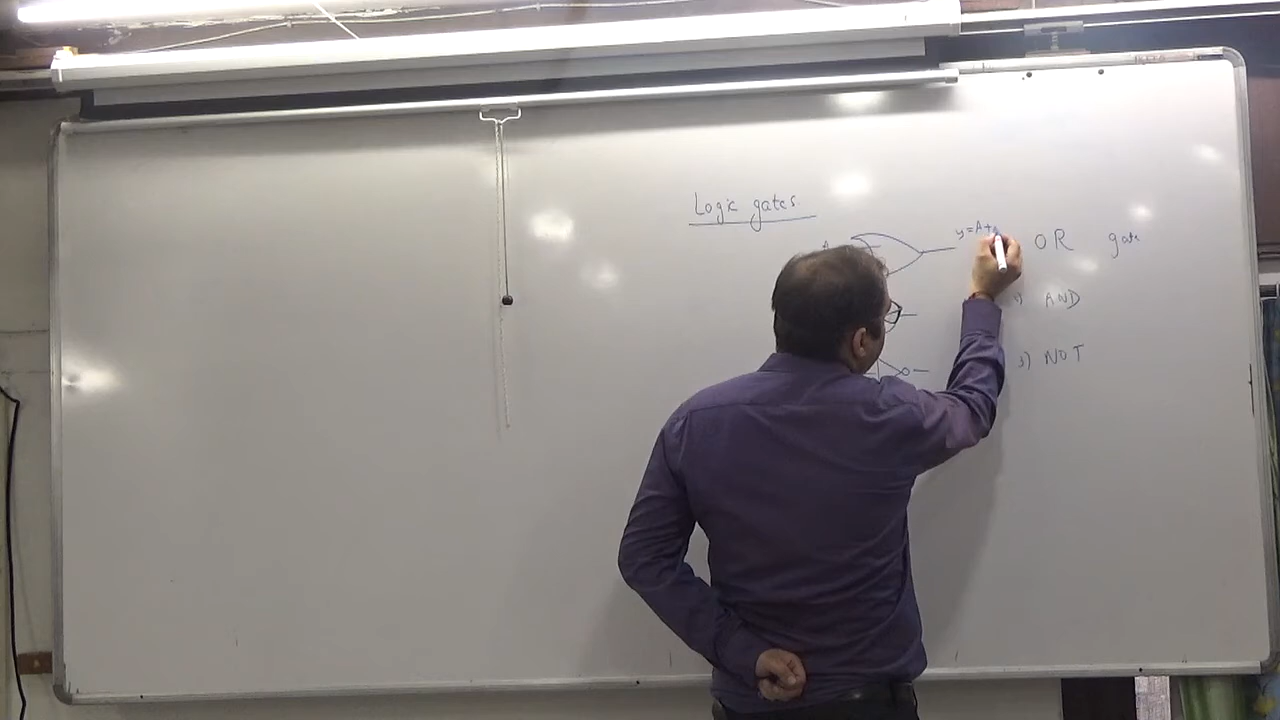 Logic gates.
A y=A+ OR gate
AND
3) NOT